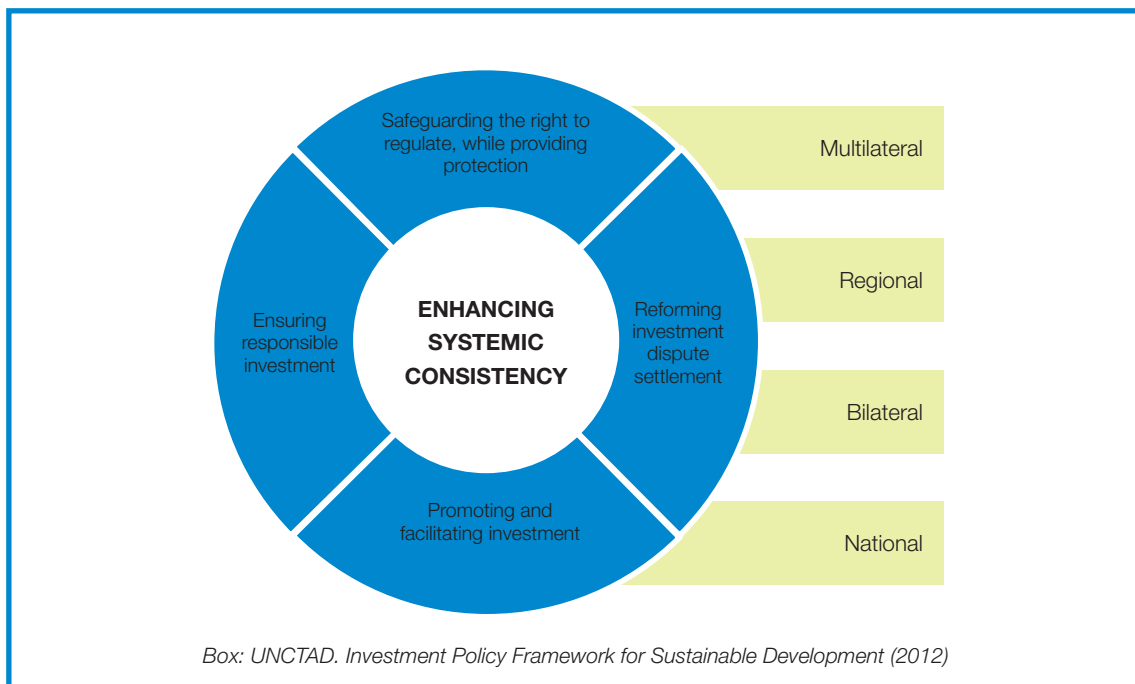 Safeguarding the right to
regulate, while providing
protection
Multilateral
Regional
Ensuring
responsible
investment
ENHANCING
SYSTEMIC
CONSISTENCY
Reforming
investment
dispute
settlement
Bilateral
Promoting and
facilitating investment
National
Box: UNCTAD. Investment Policy Framework for Sustainable Development (2012)